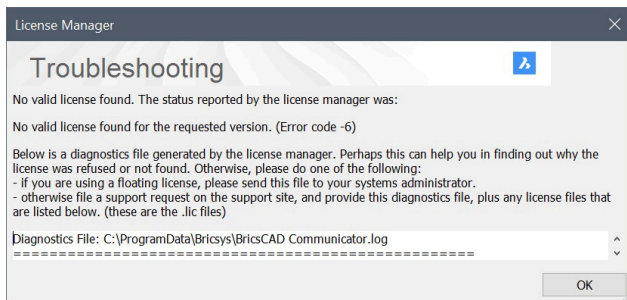 License Manager
Troubleshooting
No valid license found. The status reported by the license manager was:
No valid license found for the requested version. (Error code -6)
Below is a diagnostics file generated by the license manager. Perhaps this can help you in finding out why the
license was refused or not found. Otherwise, please do one of the following:
- if you are using a floating license, please send this file to your systems administrator.
- otherwise file a support request on the support site, and provide this diagnostics file, plus any license files that
are listed below. (these are the .lic files)
Diagnostics File: C:\ProgramData\Bricsys\BricsCAD Communicator.log
===================================================
OK